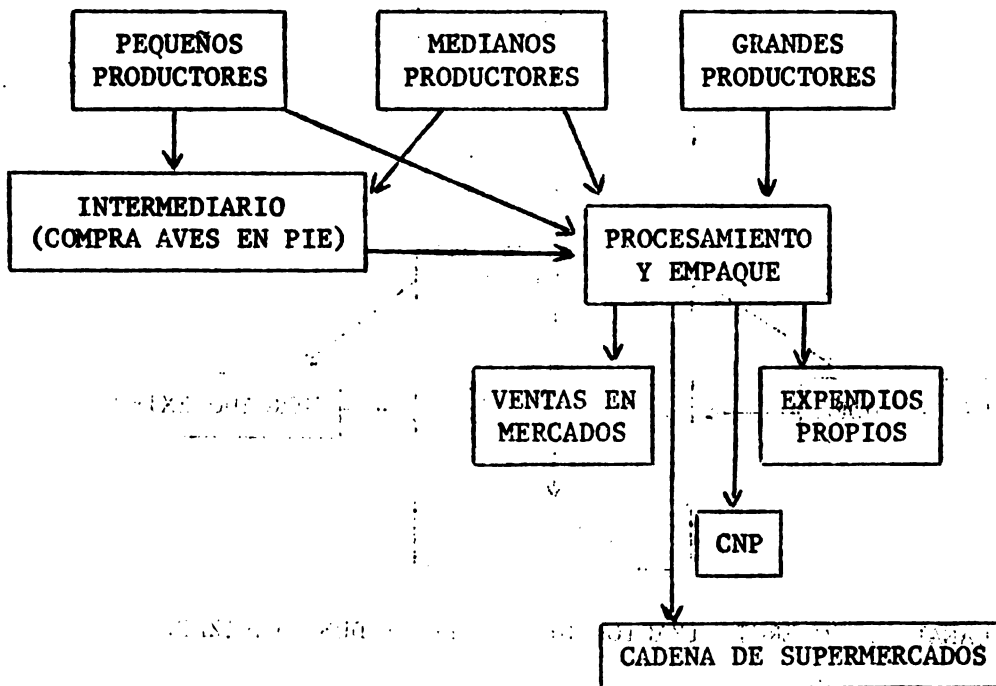 PEQUEÑOS
PRODUCTORES
MEDIANOS
PRODUCTORES
GRANDES
PRODUCTORES
INTERMEDIARIO
(COMPRA AVES EN PIE)
PROCESAMIENTO
Y EMPAQUE
VENTAS EN
MERCADOS
EXPENDIOS
PROPIOS
CNP
CADENA DE SUPERMERCADOS